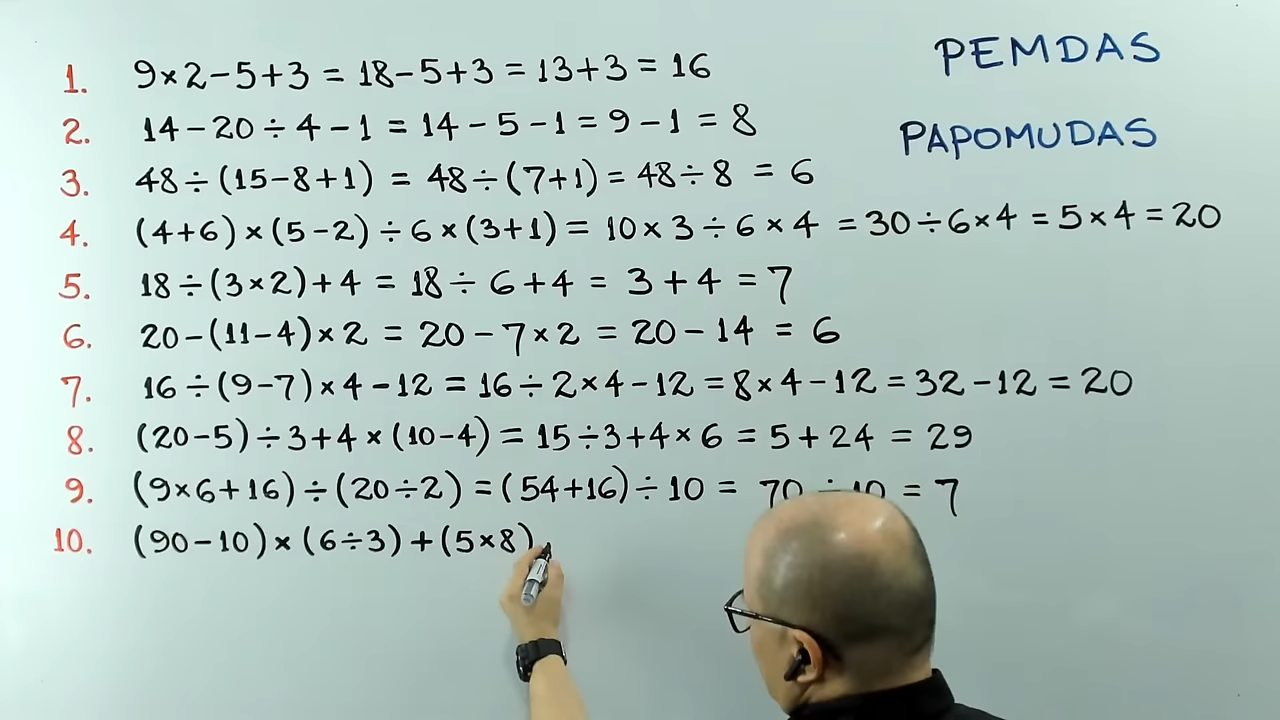 PEMDAS
PAPOMUDAS
1. 9×2−5+3 = 18−5+3 = 13+3 = 16
2. 14−20÷4−1 = 14−5−1 = 9−1 = 8
3. 48÷(15−8+1) = 48÷(7+1) = 48÷8 = 6
4. (4+6)×(5−2)÷6×(3+1) = 10×3÷6×4 = 30÷6×4 = 5×4 = 20
5. 18÷(3×2)+4 = 18÷6+4 = 3+4 = 7
6. 20−(11−4)×2 = 20−7×2 = 20−14 = 6
7. 16÷(9−7)×4−12 = 16÷2×4−12 = 8×4−12 = 32−12 = 20
8. (20−5)÷3+4×(10−4) = 15÷3+4×6 = 5+24 = 29
9. (9×6+16)÷(20÷2) = (54+16)÷10 = 70÷10 = 7
10. (90−10)×(6÷3)+(5×8)